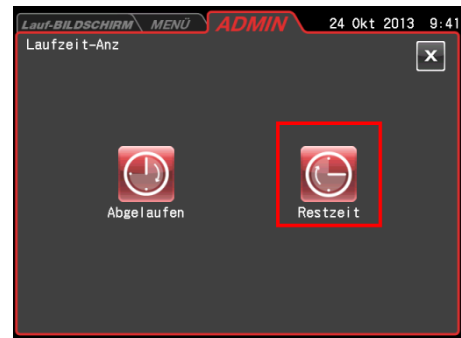 Lauf-BILDSCHIRM MENÜ ADMIN 24 Okt 2013 9:41
Laufzeit-Anz
x
Abgelaufen Restzeit